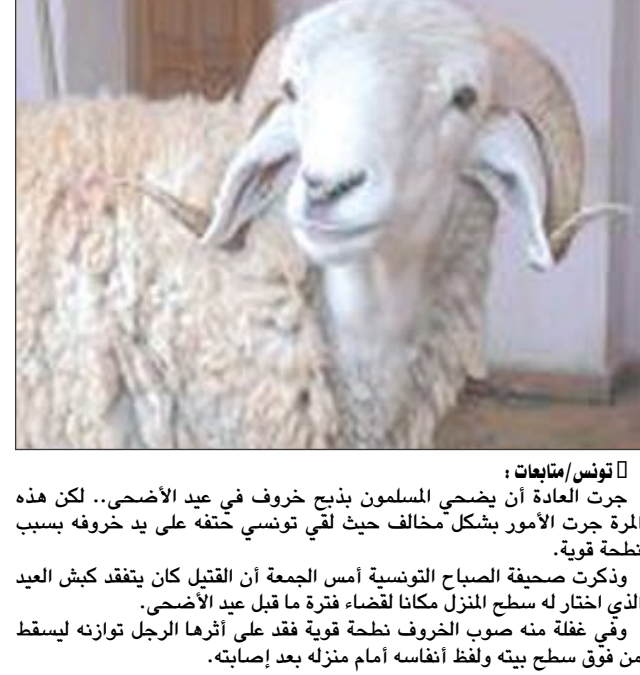 تونس/متابعات :
جرت العادة أن يضحي المسلمون بذبح خروف في عيد الأضحى.. لكن هذه
المرة جرت الأمور بشكل مخالف حيث لقي تونسي حتفه على يد خروفه بسبب
نطحة قوية.
وذكرت صحيفة الصباح التونسية أمس الجمعة أن القتيل كان يتفقد كبش العيد
الذي اختار له سطح المنزل مكانا لقضاء فترة ما قبل عيد الأضحى.
وفي غفلة منه صوب الخروف نطحة قوية فقد على أثرها الرجل توازنه ليسقط
من فوق سطح بيته ولفظ أنفاسه أمام منزله بعد إصابته.